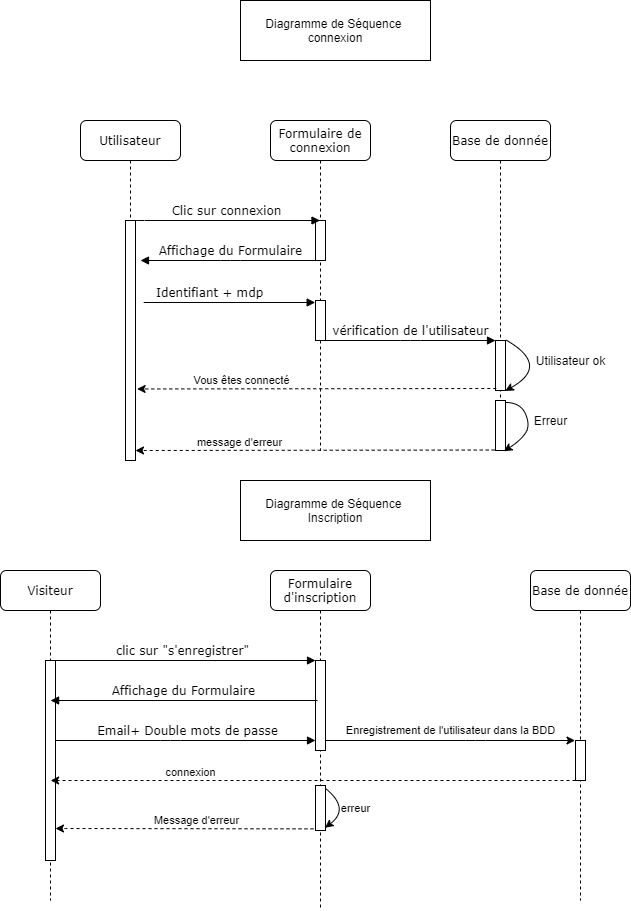 Diagramme de Séquence
connexion
Utilisateur
Formulaire de
connexion
Base de donnée
Clic sur connexion
Affichage du Formulaire
Identifiant + mdp
vérification de l'utilisateur
Utilisateur ok
Vous êtes connecté
Erreur
message d'erreur
Diagramme de Séquence
Inscription
Visiteur
Formulaire
d'inscription
Base de donnée
clic sur "s'enregistrer"
Affichage du Formulaire
Email+ Double mots de passe
Enregistrement de l'utilisateur dans la BDD
connexion
erreur
Message d'erreur